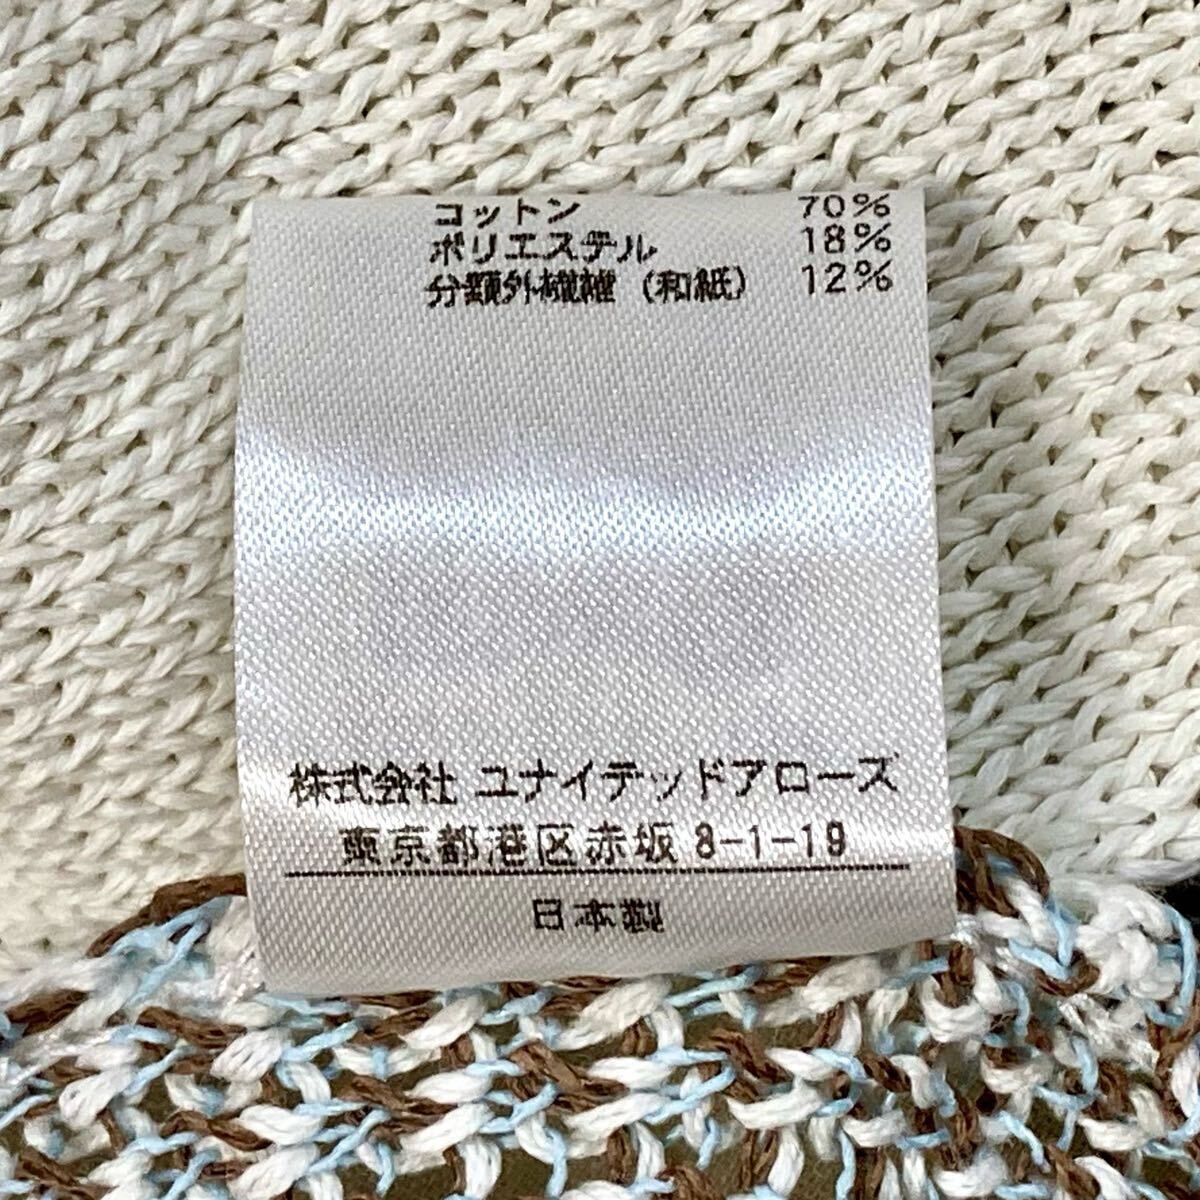 コットン 70%
ポリエステル 18%
分類外繊維 (和紙) 12%
株式会社 ユナイテッドアローズ
東京都港区赤坂 8-1-19
日本製